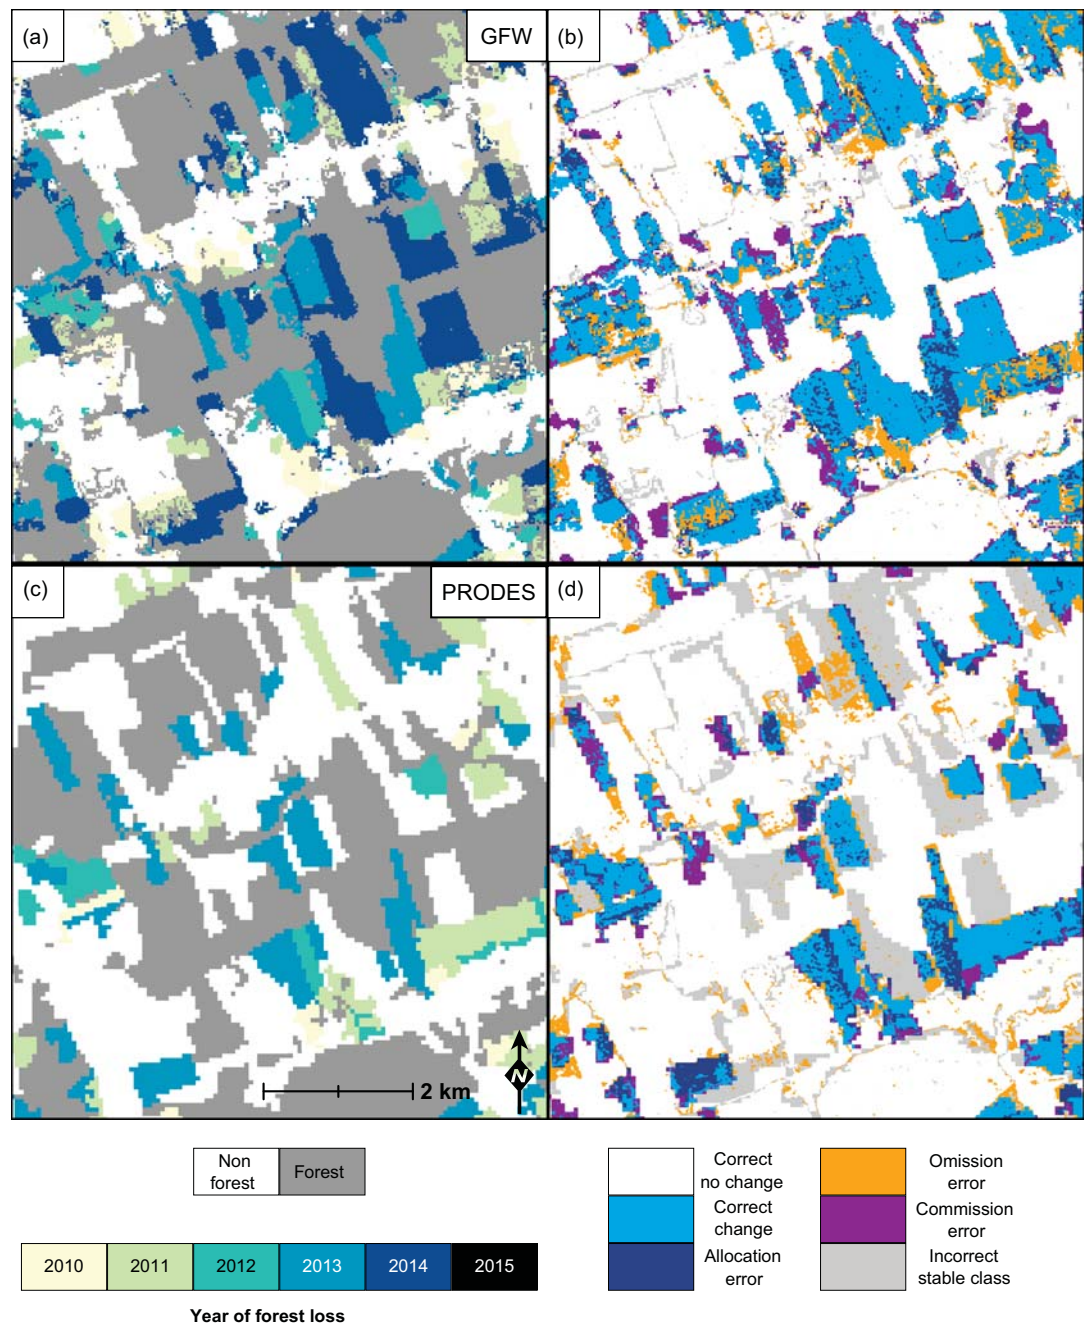 (a)
GFW
(b)
(c)
PRODES
(d)
2 km
N
Non
forest
Forest
2010
2011
2012
2013
2014
2015
Year of forest loss
Correct
no change
Correct
change
Allocation
error
Omission
error
Commission
error
Incorrect
stable class